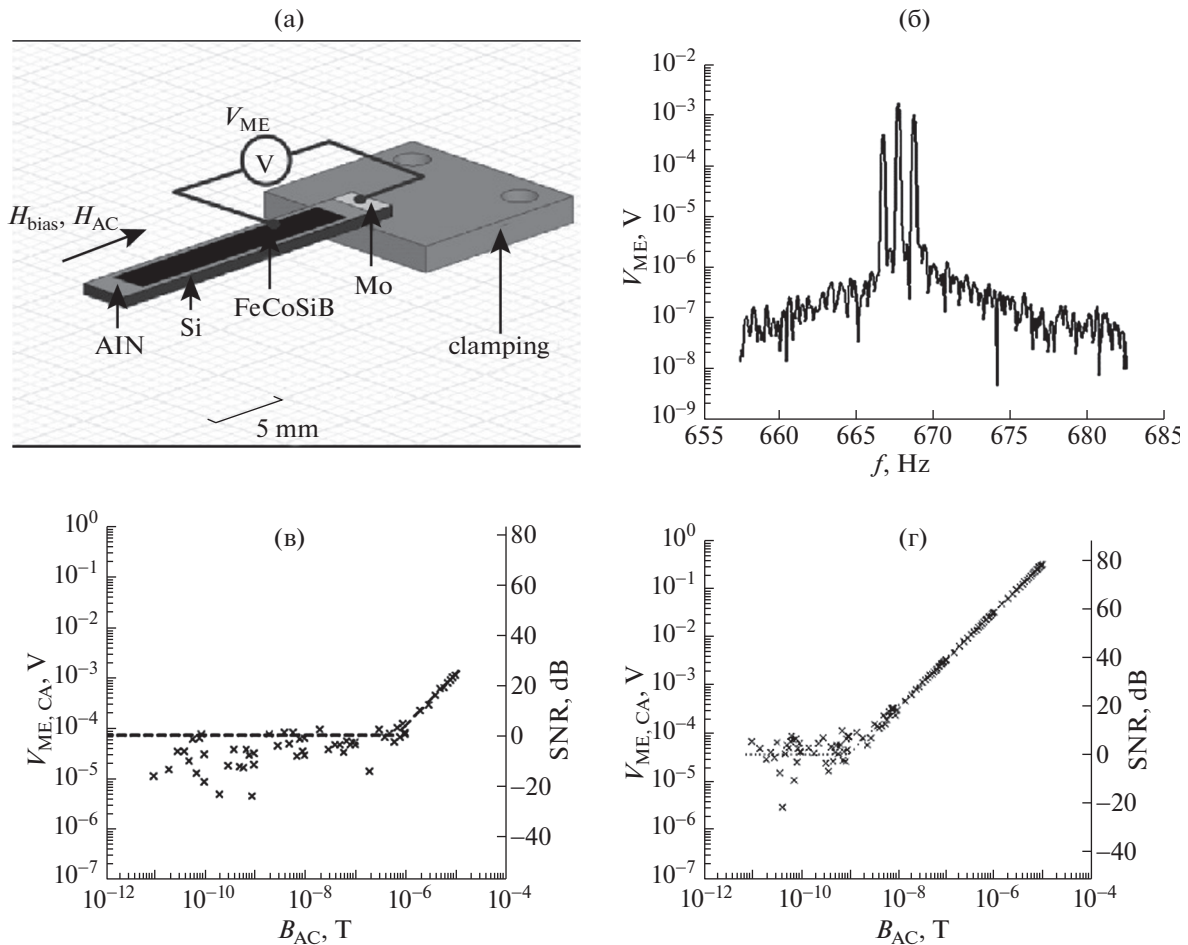 (а)
V_ME
V
H_bias, H_AC
Mo
FeCoSiB
Si
AlN
clamping
5 mm
(б)
V_ME, V
10^-2
10^-3
10^-4
10^-5
10^-6
10^-7
10^-8
10^-9
655 660 665 670 675 680 685
f, Hz
(в)
V_ME, CA, V
10^0
10^-1
10^-2
10^-3
10^-4
10^-5
10^-6
10^-7
10^-12 10^-10 10^-8 10^-6 10^-4
B_AC, T
80
60
40
20
0
–20
–40
SNR, dB
(г)
V_ME, CA, V
10^0
10^-1
10^-2
10^-3
10^-4
10^-5
10^-6
10^-7
10^-12 10^-10 10^-8 10^-6 10^-4
B_AC, T
80
60
40
20
0
–20
–40
SNR, dB